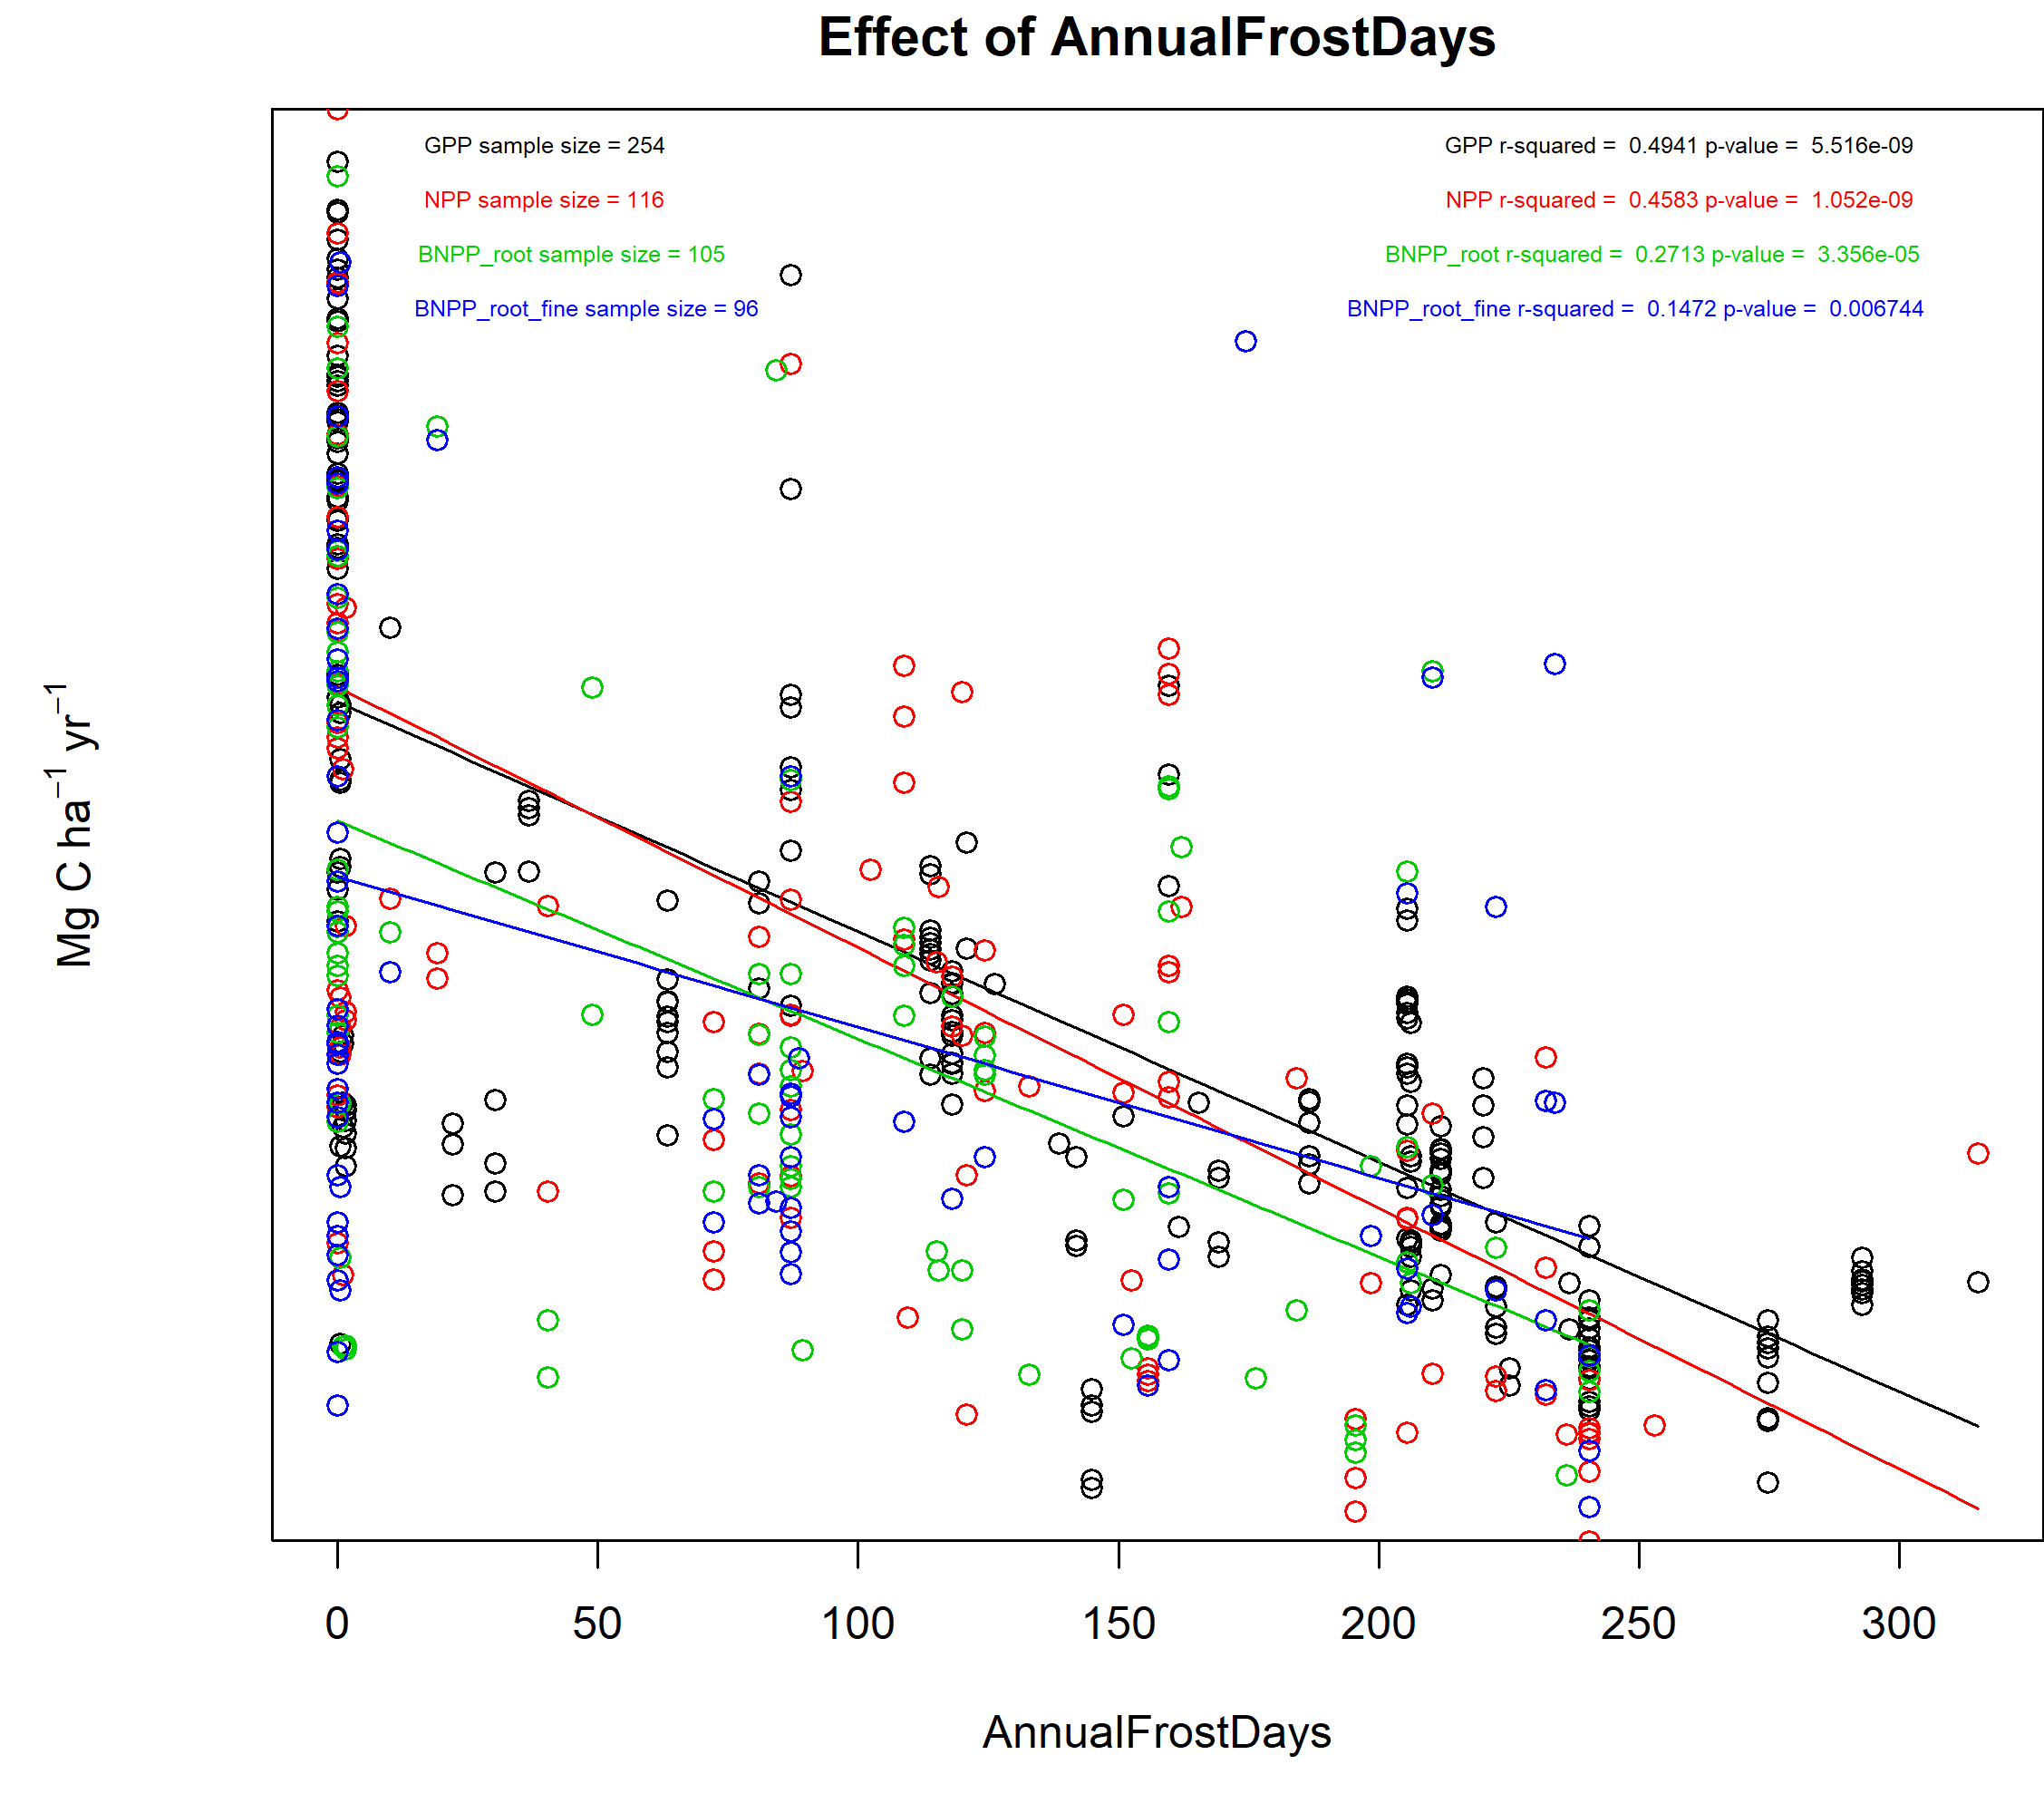 Effect of AnnualFrostDays
GPP sample size = 254
GPP r-squared = 0.4941 p-value = 5.516e-09
NPP sample size = 116
NPP r-squared = 0.4583 p-value = 1.052e-09
BNPP_root sample size = 105
BNPP_root r-squared = 0.2713 p-value = 3.356e-05
BNPP_root_fine sample size = 96
BNPP_root_fine r-squared = 0.1472 p-value = 0.006744
Mg C ha⁻¹ yr⁻¹
0 50 100 150 200 250 300
AnnualFrostDays